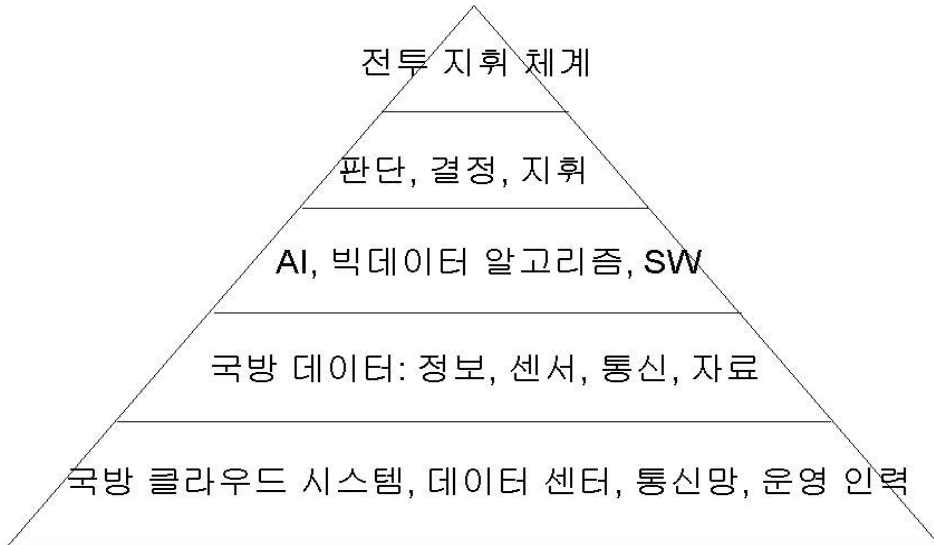 전투 지휘 체계
판단, 결정, 지휘
AI, 빅데이터 알고리즘, SW
국방 데이터: 정보, 센서, 통신, 자료
국방 클라우드 시스템, 데이터 센터, 통신망, 운영 인력